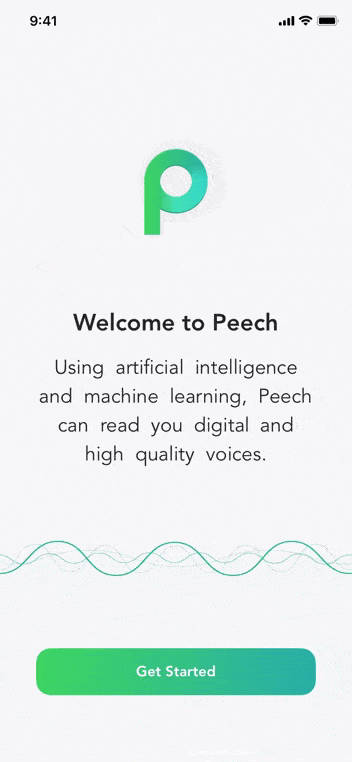 9:41
Welcome to Peech
Using artificial intelligence
and machine learning, Peech
can read you digital and
high quality voices.
Get Started